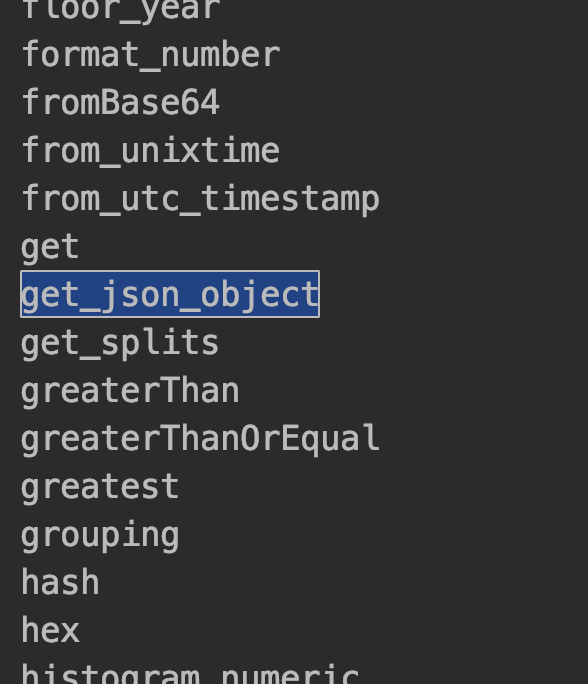 floor_year
format_number
fromBase64
from_unixtime
from_utc_timestamp
get
get_json_object
get_splits
greaterThan
greaterThanOrEqual
greatest
grouping
hash
hex
histogram_numeric